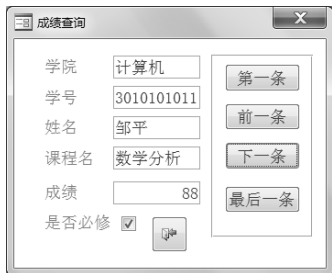 成绩查询
学院 计算机
学号 3010101011
姓名 邹平
课程名 数学分析
成绩 88
是否必修
第一条
前一条
下一条
最后一条